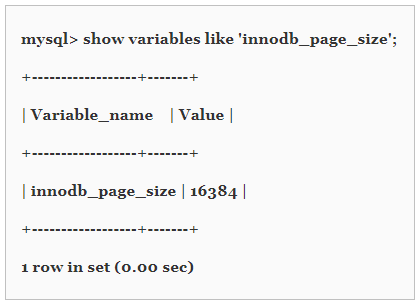 mysql> show variables like 'innodb_page_size';
+------------------+-------+
| Variable_name    | Value |
+------------------+-------+
| innodb_page_size | 16384 |
+------------------+-------+
1 row in set (0.00 sec)